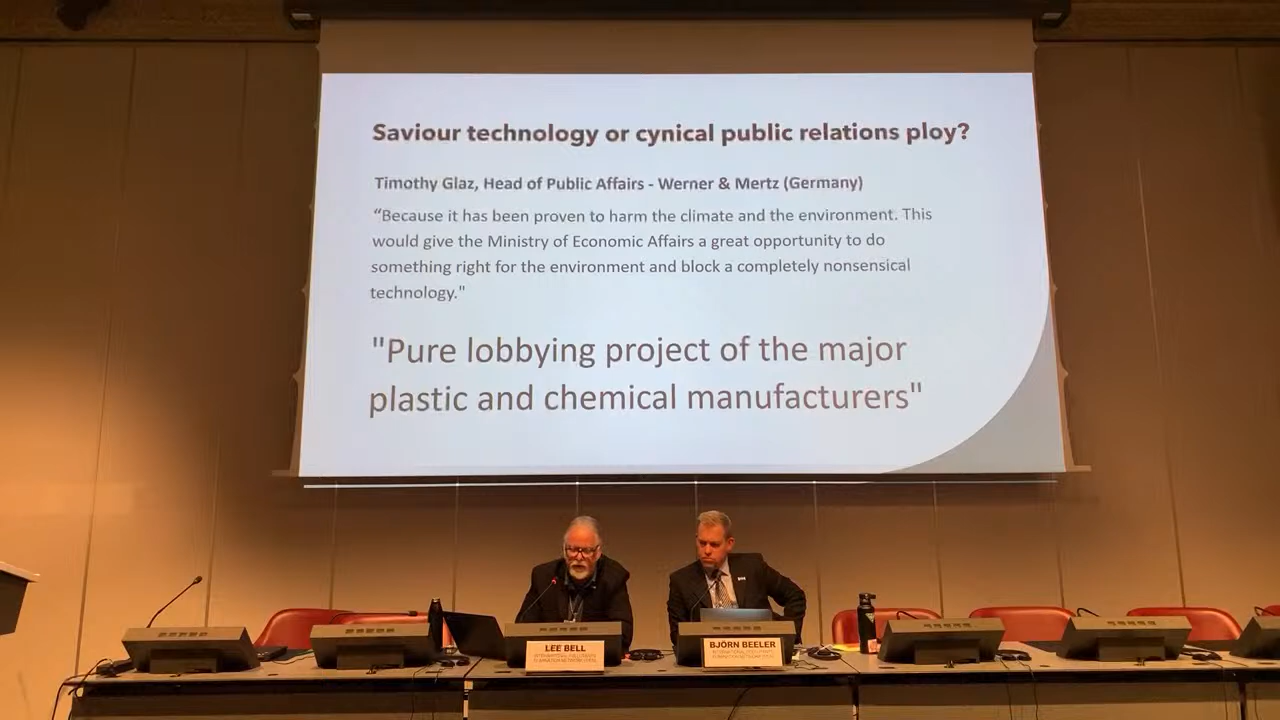 Saviour technology or cynical public relations ploy?
Timothy Glaz, Head of Public Affairs - Werner & Mertz (Germany)
“Because it has been proven to harm the climate and the environment. This
would give the Ministry of Economic Affairs a great opportunity to do
something right for the environment and block a completely nonsensical
technology."
"Pure lobbying project of the major
plastic and chemical manufacturers"
LEE BELL
BJÖRN BEELER